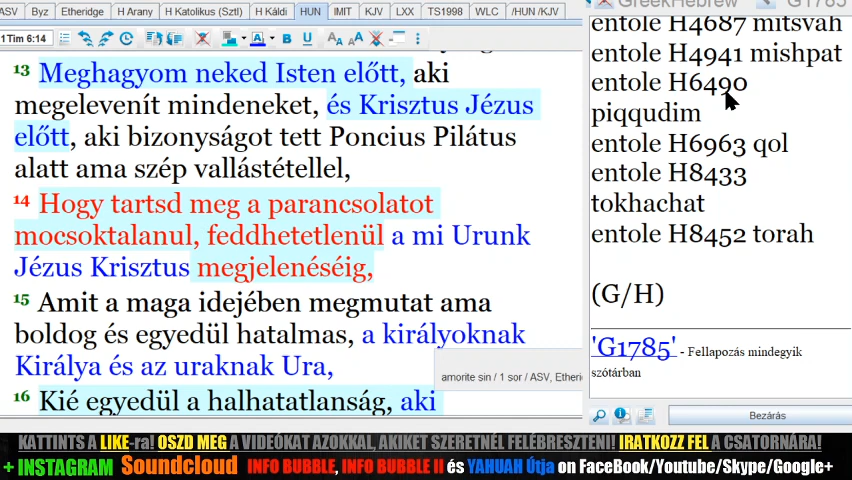 ASV Byz Etheridge H Arany H Katolikus (Sztl) H Káldi HUN IMIT KJV LXX TS1998 WLC /HUN /KJV
1Tim 6:14
13 Meghagyom neked Isten előtt, aki
megelevenít mindeneket, és Krisztus Jézus
előtt, aki bizonyságot tett Poncius Pilátus
alatt ama szép vallástétellel,
14 Hogy tartsd meg a parancsolatot
mocsoktalanul, feddhetetlenül a mi Urunk
Jézus Krisztus megjelenéséig,
15 Amit a maga idejében megmutat ama
boldog és egyedül hatalmas, a királyoknak
Királya és az uraknak Ura,
16 Kié egyedül a halhatatlanság, aki
amorite sin / 1 sor / ASV, Etheri
GreekHebrew
G1785
entole H4687 mitsvah
entole H4941 mishpat
entole H6490
piqqudim
entole H6963 qol
entole H8433
tokhachat
entole H8452 torah
(G/H)
'G1785' - Fellapozás mindegyik
szótárban
Bezárás
KATTINTS A LIKE-ra! OSZD MEG A VIDEÓKAT AZOKKAL, AKIKET SZERETNÉL FELÉBRESZTENI! IRATKOZZ FEL A CSATORNÁRA!
+ INSTAGRAM Soundcloud INFO BUBBLE, INFO BUBBLE II és YAHUAH Útja on FaceBook/Youtube/Skype/Google+